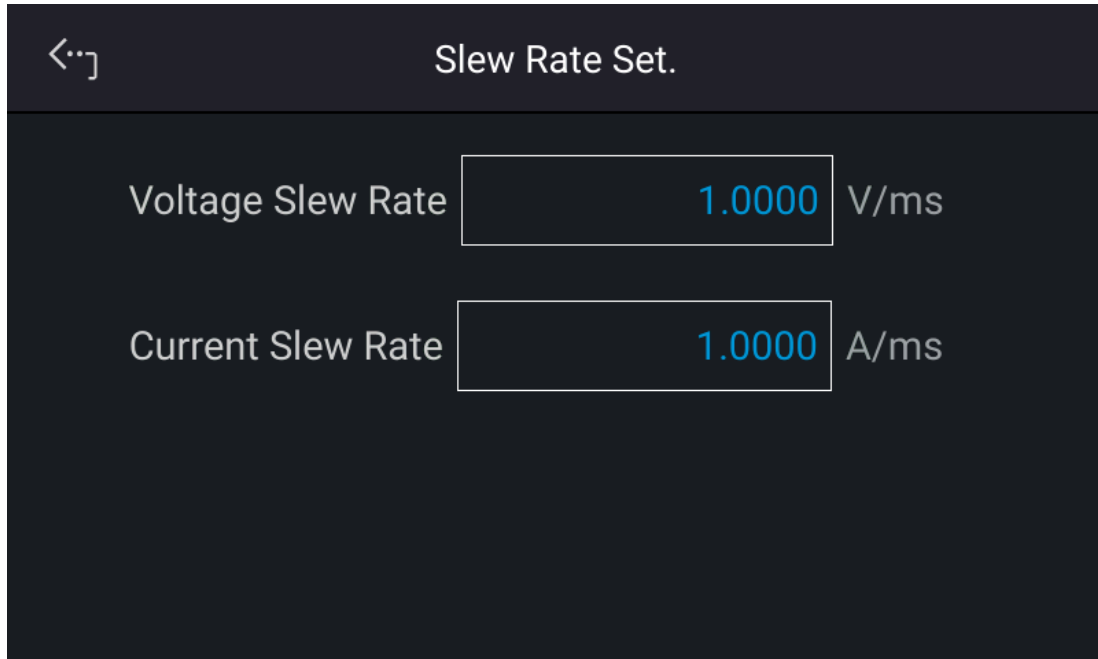 Slew Rate Set.
Voltage Slew Rate 1.0000 V/ms
Current Slew Rate 1.0000 A/ms